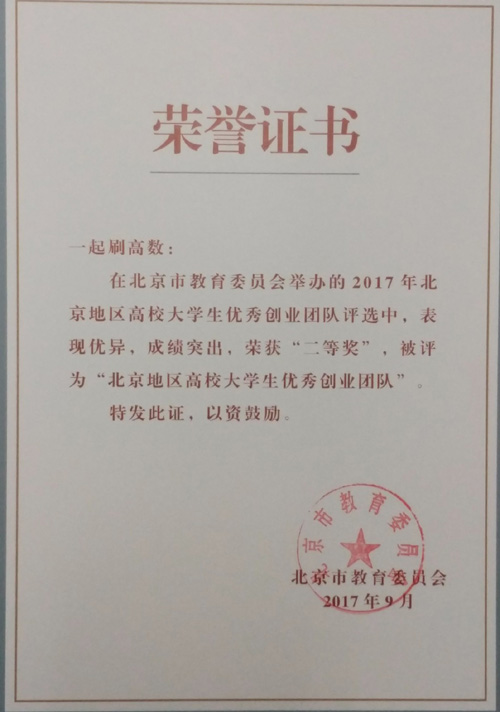 荣誉证书
一起刷高数：
在北京市教育委员会举办的2017年北
京地区高校大学生优秀创业团队评选中，表
现优异，成绩突出，荣获“二等奖”，被评
为“北京地区高校大学生优秀创业团队”。
特发此证，以资鼓励。
北京市教育委员会
北京市教育委员会
2017年9月